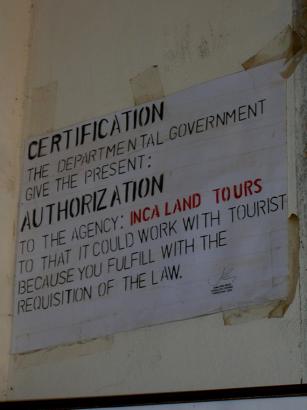 CERTIFICATION
THE DEPARTMENTAL GOVERNMENT
GIVE THE PRESENT:
AUTHORIZATION
TO THE AGENCY: INCA LAND TOURS
TO THAT IT COULD WORK WITH TOURIST
BECAUSE YOU FULFILL WITH THE
REQUISITION OF THE LAW.